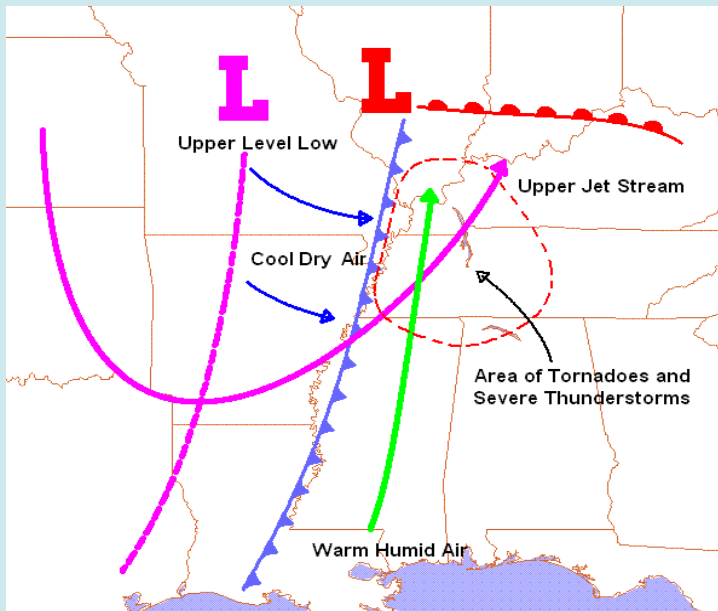 L
L
Upper Level Low
Upper Jet Stream
Cool Dry Air
Area of Tornadoes and
Severe Thunderstorms
Warm Humid Air